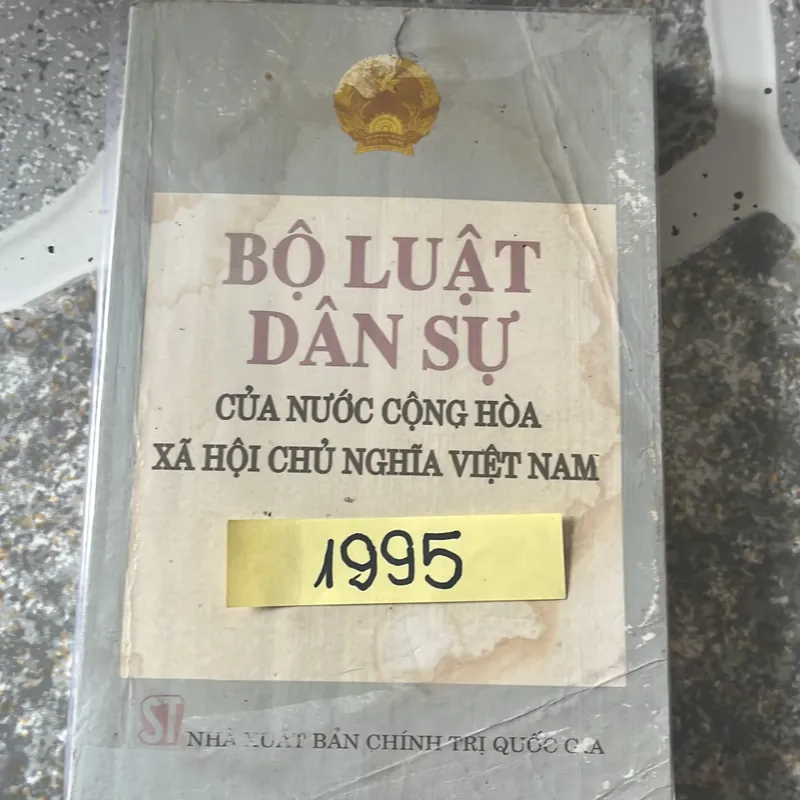 BỘ LUẬT
DÂN SỰ
CỦA NƯỚC CỘNG HÒA
XÃ HỘI CHỦ NGHĨA VIỆT NAM
1995
ST
NHÀ XUẤT BẢN CHÍNH TRỊ QUỐC GIA